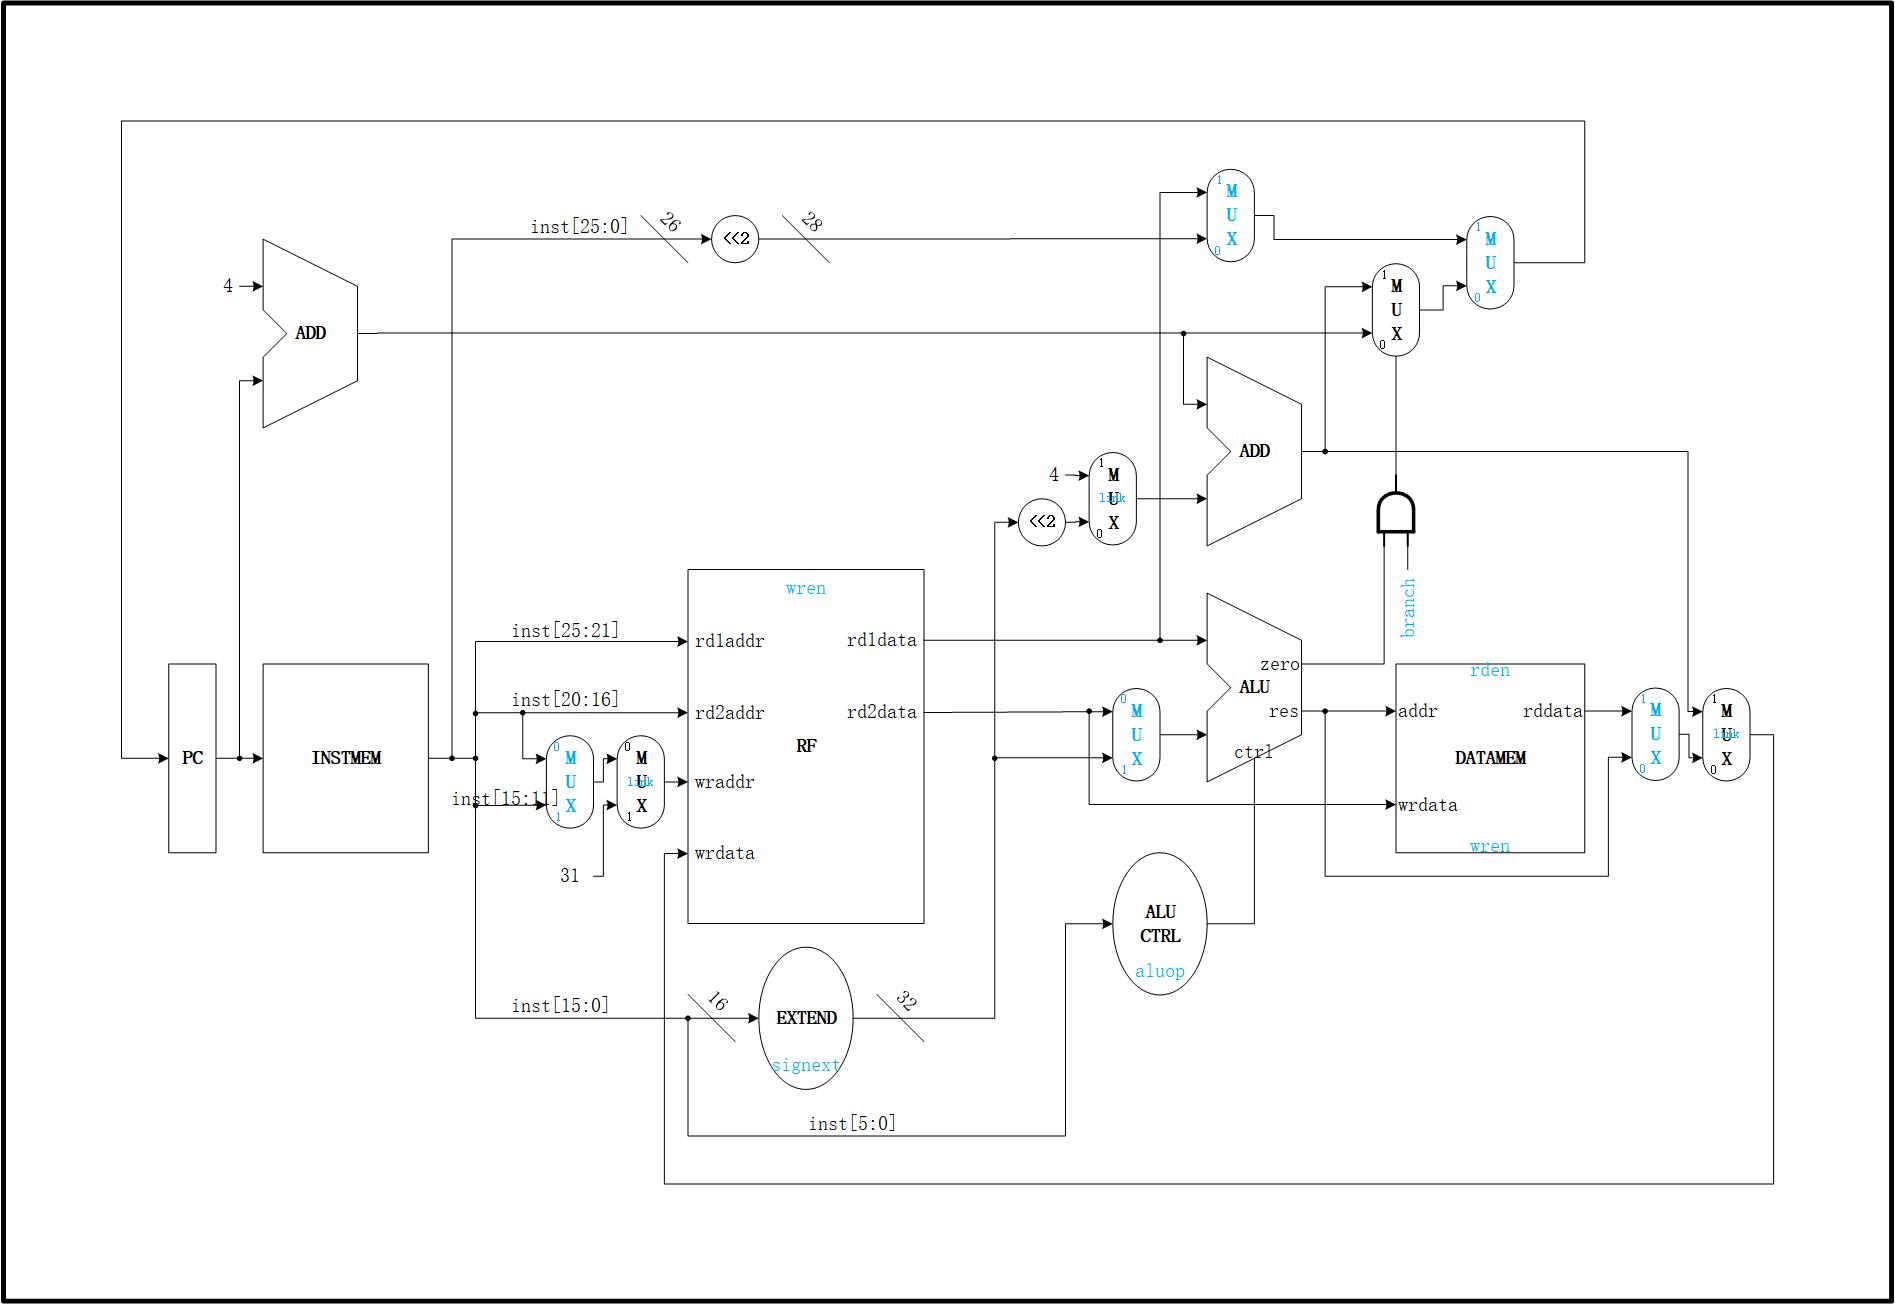 inst[25:0]
26
<<2
28
1
M
U
X
0
1
M
U
X
0
4
ADD
1
M
U
X
0
ADD
4
1
M
U
X
link
0
<<2
branch
wren
inst[25:21]
rd1addr
rd1data
inst[20:16]
rd2addr
rd2data
RF
wraddr
wrdata
PC
INSTMEM
0
M
U
X
1
inst[15:11]
0
M
U
X
link
1
31
0
M
U
X
1
zero
ALU
res
ctrl
rden
addr
rddata
DATAMEM
wrdata
wren
1
M
U
X
0
1
M
U
X
link
0
ALU
CTRL
aluop
inst[15:0]
16
EXTEND
signext
32
inst[5:0]